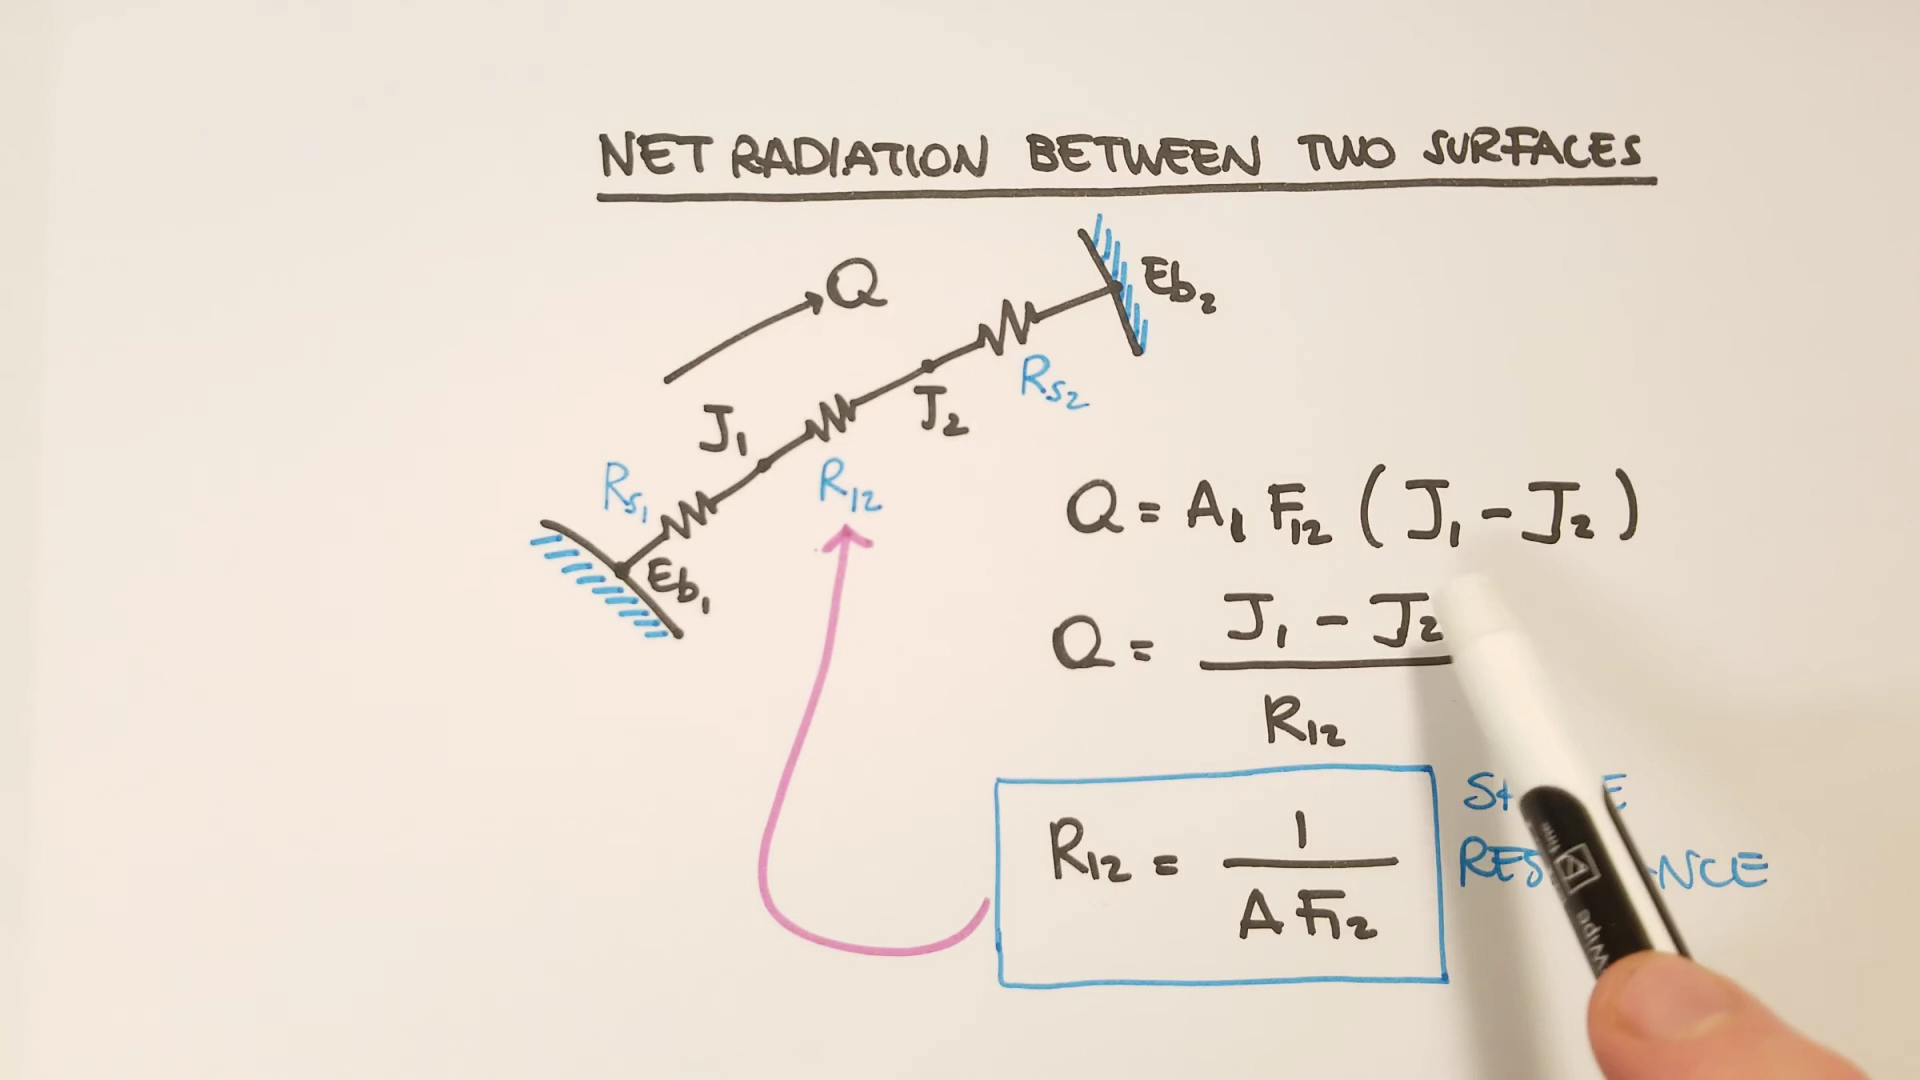 NET RADIATION BETWEEN TWO SURFACES
Q
Eb2
Rs2
J1
J2
Rs1
R12
Eb1
Q = A1 F12 (J1 - J2)
Q = J1 - J2
R12
R12 = 1
A F12